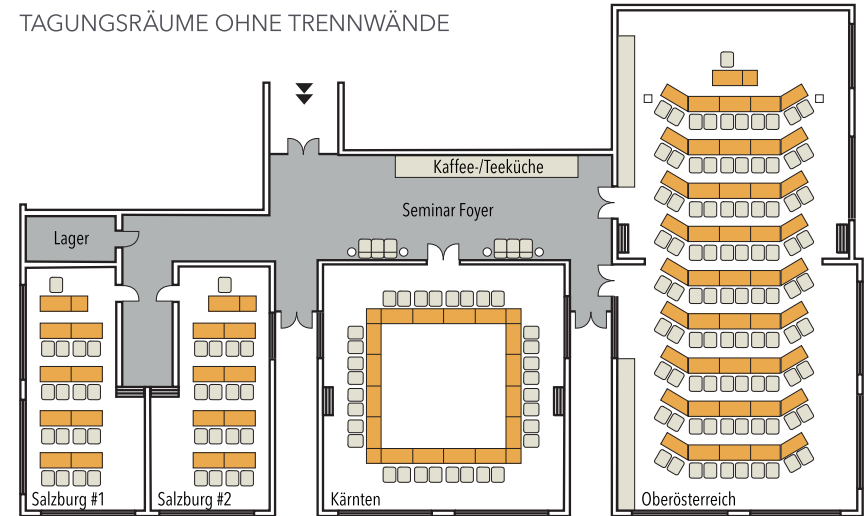 TAGUNGSRÄUME OHNE TRENNWÄNDE
Kaffee-/Teeküche
Seminar Foyer
Lager
Salzburg #1
Salzburg #2
Kärnten
Oberösterreich